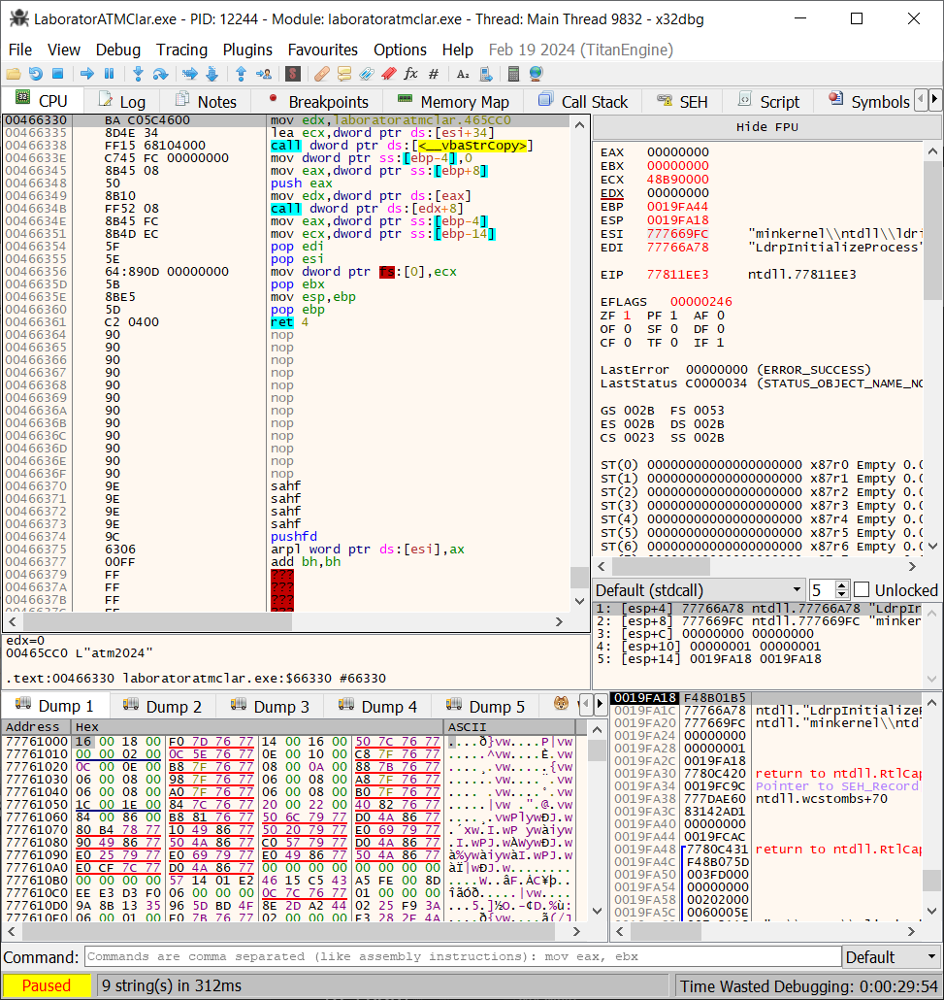 LaboratorATMClar.exe - PID: 12244 - Module: laboratoratmclar.exe - Thread: Main Thread 9832 - x32dbg
File View Debug Tracing Plugins Favourites Options Help Feb 19 2024 (TitanEngine)
CPU Log Notes Breakpoints Memory Map Call Stack SEH Script Symbols
00466330 BA C05C4600 mov edx,laboratoratmclar.465CC0
00466335 8D4E 34 lea ecx,dword ptr ds:[esi+34]
00466338 FF15 68104000 call dword ptr ds:[<__vbaStrCopy>]
0046633E C745 FC 00000000 mov dword ptr ss:[ebp-4],0
00466345 8B45 08 mov eax,dword ptr ss:[ebp+8]
00466348 50 push eax
00466349 8B10 mov edx,dword ptr ds:[eax]
0046634B FF52 08 call dword ptr ds:[edx+8]
0046634E 8B45 FC mov eax,dword ptr ss:[ebp-4]
00466351 8B4D EC mov ecx,dword ptr ss:[ebp-14]
00466354 5F pop edi
00466355 5E pop esi
00466356 64:890D 00000000 mov dword ptr fs:[0],ecx
0046635D 5B pop ebx
0046635E 8BE5 mov esp,ebp
00466360 5D pop ebp
00466361 C2 0400 ret 4
00466364 90 nop
00466365 90 nop
00466366 90 nop
00466367 90 nop
00466368 90 nop
00466369 90 nop
0046636A 90 nop
0046636B 90 nop
0046636C 90 nop
0046636D 90 nop
0046636E 90 nop
0046636F 90 nop
00466370 9E sahf
00466371 9E sahf
00466372 9E sahf
00466373 9E sahf
00466374 9C pushfd
00466375 6306 arpl word ptr ds:[esi],ax
00466377 00FF add bh,bh
00466379 FF ???
0046637A FF ???
0046637B FF ???
Hide FPU
EAX 00000000
EBX 00000000
ECX 48B90000
EDX 00000000
EBP 0019FA44
ESP 0019FA18
ESI 777669FC "minkernel\\ntdll\\ldri
EDI 77766A78 "LdrpInitializeProcess"
EIP 77811EE3 ntdll.77811EE3
EFLAGS 00000246
ZF 1 PF 1 AF 0
OF 0 SF 0 DF 0
CF 0 TF 0 IF 1
LastError 00000000 (ERROR_SUCCESS)
LastStatus C0000034 (STATUS_OBJECT_NAME_NO
GS 002B FS 0053
ES 002B DS 002B
CS 0023 SS 002B
ST(0) 00000000000000000000 x87r0 Empty 0.0
ST(1) 00000000000000000000 x87r1 Empty 0.0
ST(2) 00000000000000000000 x87r2 Empty 0.0
ST(3) 00000000000000000000 x87r3 Empty 0.0
ST(4) 00000000000000000000 x87r4 Empty 0.0
ST(5) 00000000000000000000 x87r5 Empty 0.0
ST(6) 00000000000000000000 x87r6 Empty 0.0
Default (stdcall) 5 Unlocked
1: [esp+4] 77766A78 ntdll.77766A78 "LdrpIn
2: [esp+8] 777669FC ntdll.777669FC "minker
3: [esp+C] 00000000 00000000
4: [esp+10] 00000001 00000001
5: [esp+14] 0019FA18 0019FA18
edx=0
00465CC0 L"atm2024"
.text:00466330 laboratoratmclar.exe:$66330 #66330
Dump 1 Dump 2 Dump 3 Dump 4 Dump 5
Address Hex ASCII
77761000 16 00 18 00 F0 7D 76 77 14 00 16 00 50 7C 76 77 ....ð}vw....P|vw
77761010 00 00 02 00 0C 5E 76 77 0E 00 10 00 C8 7F 76 77 .....^vw....È.vw
77761020 0C 00 0E 00 B8 7F 76 77 08 00 0A 00 88 7B 76 77 ....¸.vw.....{vw
77761030 06 00 08 00 98 7F 76 77 06 00 08 00 A8 7F 76 77
77761040 06 00 08 00 A0 7F 76 77 06 00 08 00 B0 7F 76 77
77761050 1C 00 1E 00 84 7C 76 77 20 00 22 00 40 82 76 77 .....|vw .".@.vw
77761060 84 00 86 00 B8 81 76 77 50 6C 79 77 D0 4A 86 77 ....¸.vwPlywÐJ.w
77761070 80 B4 78 77 10 49 86 77 50 20 79 77 E0 69 79 77 .´xw.I.wP ywàiyw
77761080 90 49 86 77 50 4A 86 77 C0 57 79 77 D0 4A 86 77 .I.wPJ.wÀWywÐJ.w
77761090 E0 25 79 77 E0 69 79 77 E0 49 86 77 50 4A 86 77 à%ywàiywàI.wPJ.w
777610A0 E0 CF 7C 77 D0 4A 86 77 00 00 00 00 00 00 00 00 àÏ|wÐJ.w........
777610B0 00 00 00 00 57 14 01 E2 46 15 C5 43 A5 FE 00 8D ....W..âF.ÅC¥þ..
777610C0 EE E3 D3 F0 06 00 00 00 0C 7C 76 77 01 00 00 00 îãóð.....|vw....
777610D0 9A 8B 13 35 96 5D BD 4F 8E 2D A2 44 02 25 F9 3A ...5.]½O.-¢D.%ù:
777610E0 06 00 01 00 F0 7B 76 77 02 00 00 00 E3 28 2F 4A
0019FA18 F48B01B5
0019FA1C 77766A78 ntdll."LdrpInitializeP
0019FA20 777669FC ntdll."minkernel\\ntdl
0019FA24 00000000
0019FA28 00000001
0019FA2C 0019FA18
0019FA30 7780C420 return to ntdll.RtlCap
0019FA34 0019FC9C Pointer to SEH_Record
0019FA38 777DAE60 ntdll.wcstombs+70
0019FA3C 83142AD1
0019FA40 00000000
0019FA44 0019FCAC
0019FA48 7780C431 return to ntdll.RtlCap
0019FA4C F48B075D
0019FA50 003FD000
0019FA54 00000000
0019FA58 00202000
0019FA5C 0060005E
Command: Commands are comma separated (like assembly instructions): mov eax, ebx Default
Paused 9 string(s) in 312ms Time Wasted Debugging: 0:00:29:54